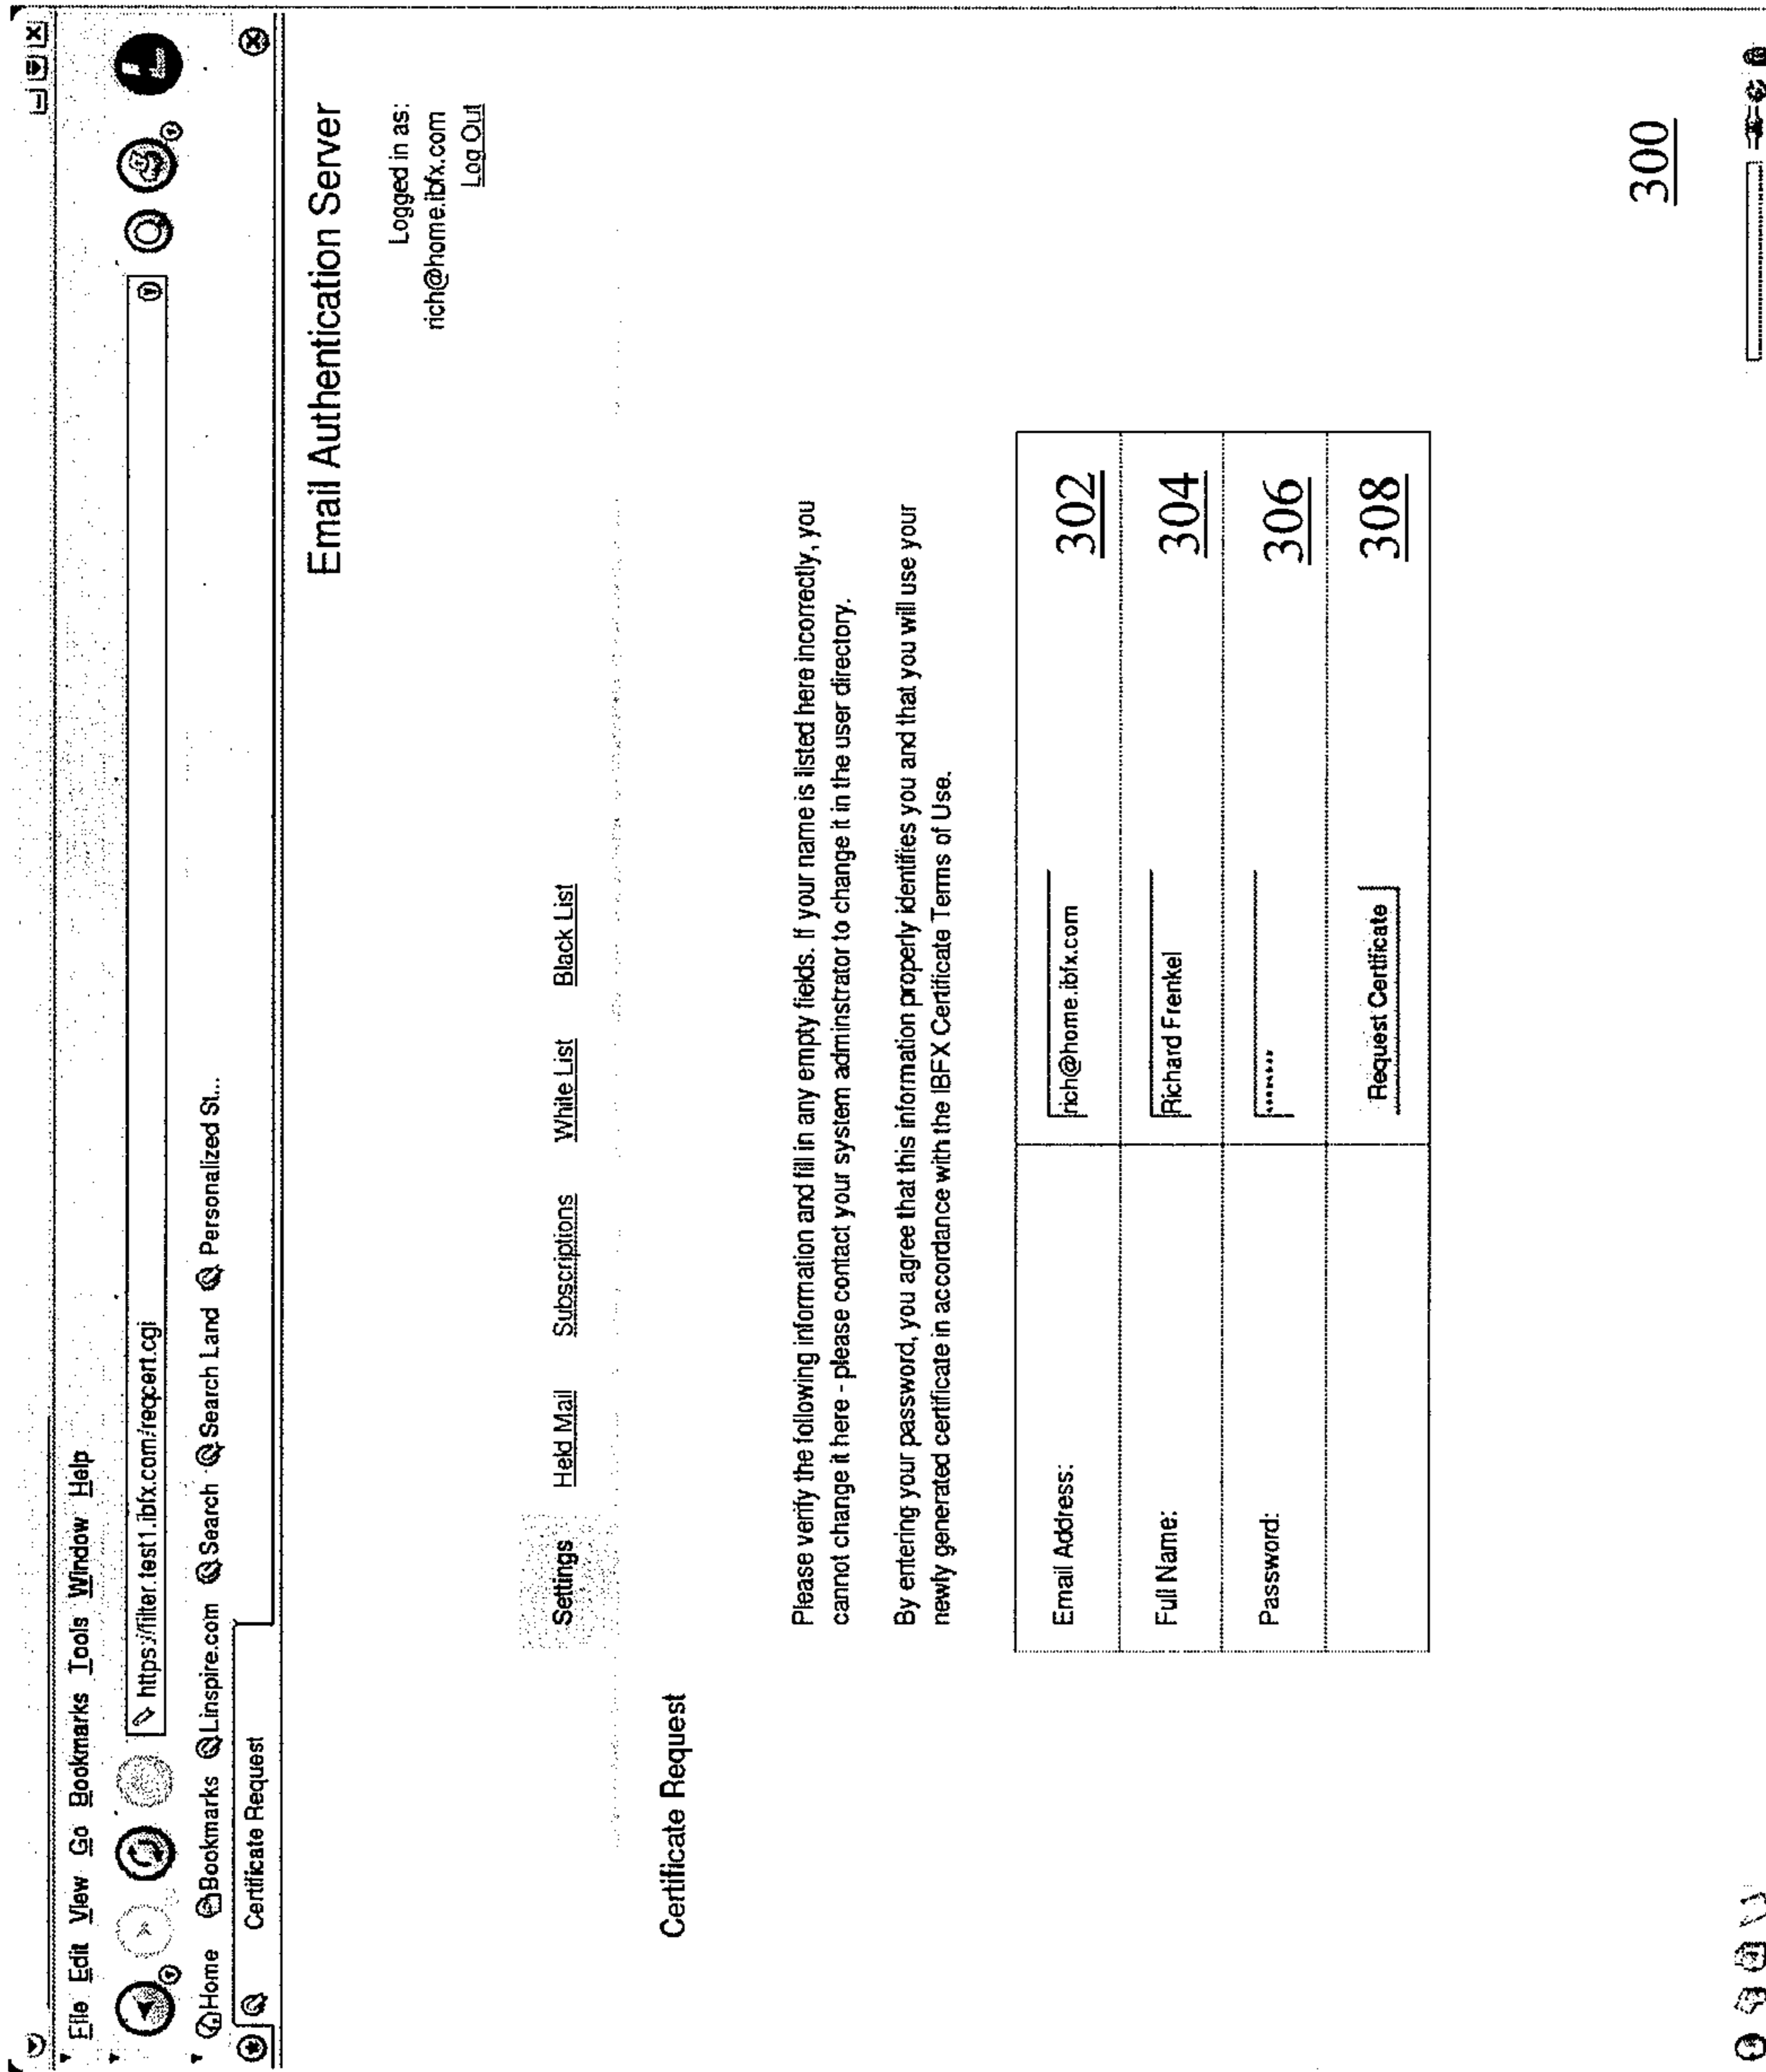 File Edit View Go Bookmarks Tools Window Help
https://filter.test1.ibfx.com/reqcert.cgi
Home Bookmarks Linspire.com Search Search Land Personalized St...
Certificate Request
Email Authentication Server
Logged in as:
rich@home.ibfx.com
Log Out
Settings Held Mail Subscriptions White List Black List
Certificate Request
Please verify the following information and fill in any empty fields. If your name is listed here incorrectly, you
cannot change it here - please contact your system adminstrator to change it in the user directory.
By entering your password, you agree that this information properly identifies you and that you will use your
newly generated certificate in accordance with the IBFX Certificate Terms of Use.
Email Address: rich@home.ibfx.com 302
Full Name: Richard Frenkel 304
Password: ******** 306
Request Certificate 308
300